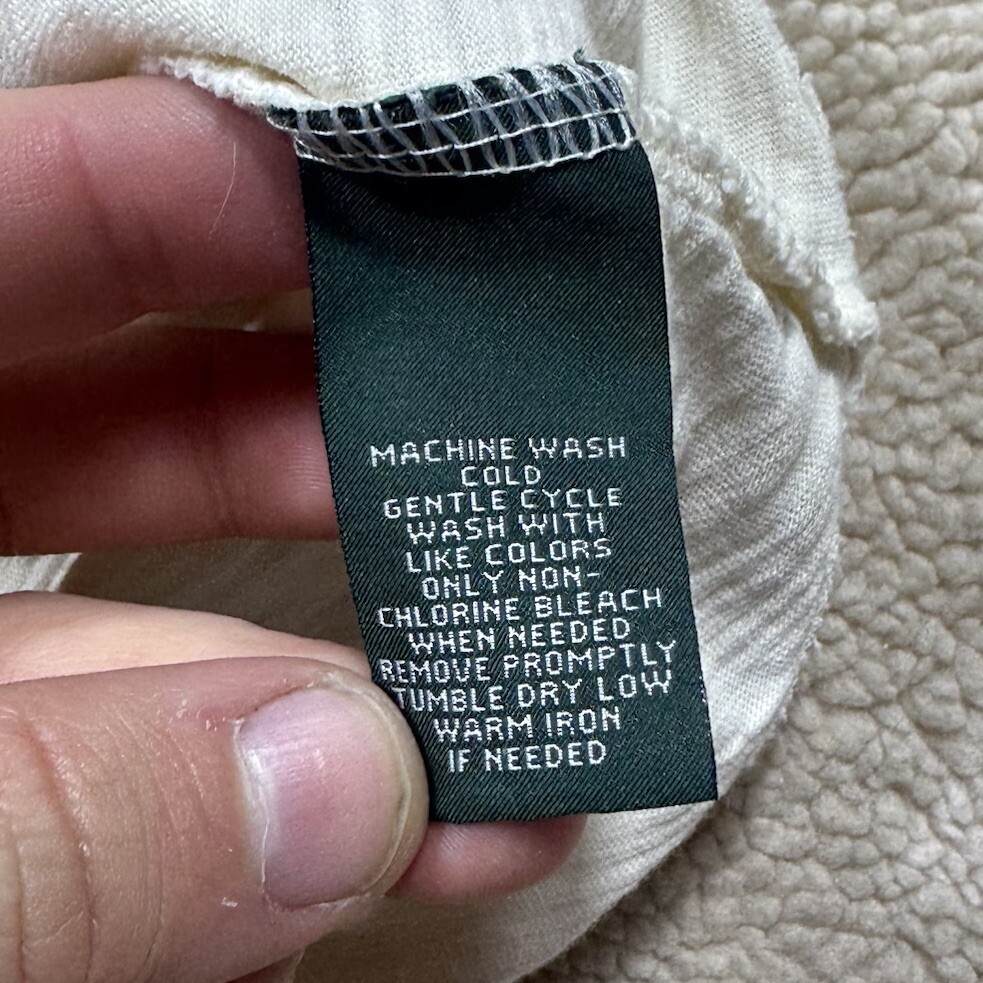 MACHINE WASH
COLD
GENTLE CYCLE
WASH WITH
LIKE COLORS
ONLY NON-
CHLORINE BLEACH
WHEN NEEDED
REMOVE PROMPTLY
TUMBLE DRY LOW
WARM IRON
IF NEEDED